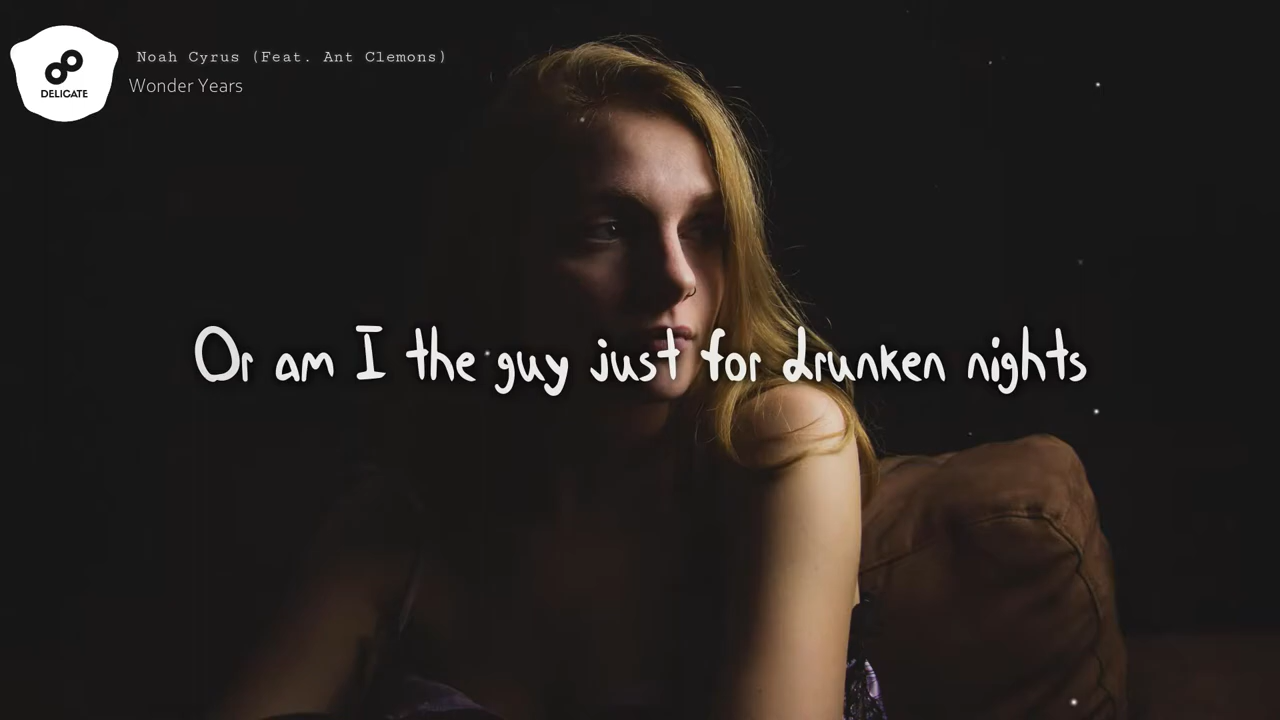 Noah Cyrus (Feat. Ant Clemons)
DELICATE
Wonder Years
Or am I the guy just for drunken nights